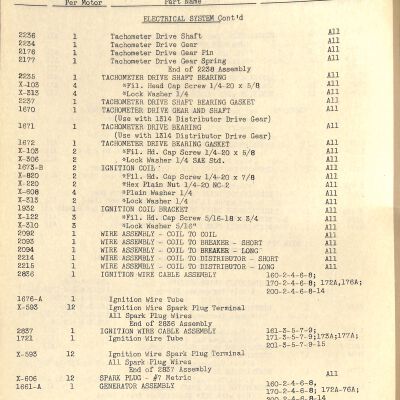 Per Motor Part Name
ELECTRICAL SYSTEM Cont'd
2236 1 Tachometer Drive Shaft All
2234 1 Tachometer Drive Gear All
2178 1 Tachometer Drive Gear Pin All
2177 1 Tachometer Drive Gear Spring All
End of 2238 Assembly
2235 1 TACHOMETER DRIVE SHAFT BEARING All
X-103 4 *Fil. Head Cap Screw 1/4-20 x 5/8 All
X-313 4 *Lock Washer 1/4 All
2237 1 TACHOMETER DRIVE SHAFT BEARING GASKET All
1670 1 TACHOMETER DRIVE GEAR AND SHAFT All
(Use with 1314 Distributor Drive Gear)
1671 1 TACHOMETER DRIVE BEARING All
(Use with 1314 Distributor Drive Gear)
1672 1 TACHOMETER DRIVE BEARING GASKET All
X-103 2 *Fil. Hd. Cap Screw 1/4-20 x 5/8 All
X-306 2 *Lock Washer 1/4 SAE Std. All
1673-B 2 IGNITION COIL All
X-820 2 *Fil. Hd. Cap Screw 1/4-20 x 7/8 All
X-220 2 *Hex Plain Nut 1/4-20 NC-2 All
X-608 4 *Plain Washer 1/4 All
X-313 2 *Lock Washer 1/4 All
1932 1 IGNITION COIL BRACKET All
X-122 3 *Fil. Hd. Cap Screw 5/16-18 x 3/4 All
X-310 3 *Lock Washer 5/16" All
2092 1 WIRE ASSEMBLY - COIL TO COIL All
2093 1 WIRE ASSEMBLY - COIL TO BREAKER - SHORT All
2094 1 WIRE ASSEMBLY - COIL TO BREAKER - LONG All
2214 1 WIRE ASSEMBLY - COIL TO DISTRIBUTOR - SHORT All
2215 1 WIRE ASSEMBLY - COIL TO DISTRIBUTOR - LONG All
2836 1 IGNITION WIRE CABLE ASSEMBLY 160-2-4-6-8;
170-2-4-6-8; 172A,176A;
200-2-4-6-8-14
1676-A 1 Ignition Wire Tube
X-593 12 Ignition Wire Spark Plug Terminal
All Spark Plug Wires
End of 2836 Assembly
2837 1 IGNITION WIRE CABLE ASSEMBLY 161-3-5-7-9;
1721 1 Ignition Wire Tube 171-3-5-7-9;173A;177A;
201-3-5-7-9-15
X-593 12 Ignition Wire Spark Plug Terminal
All Spark Plug Wires
End of 2837 Assembly
X-606 12 SPARK PLUG - #7 Metric All
1661-A 1 GENERATOR ASSEMBLY 160-2-4-6-8;
170-2-4-6-8; 172A-76A;
200-2-4-6-8